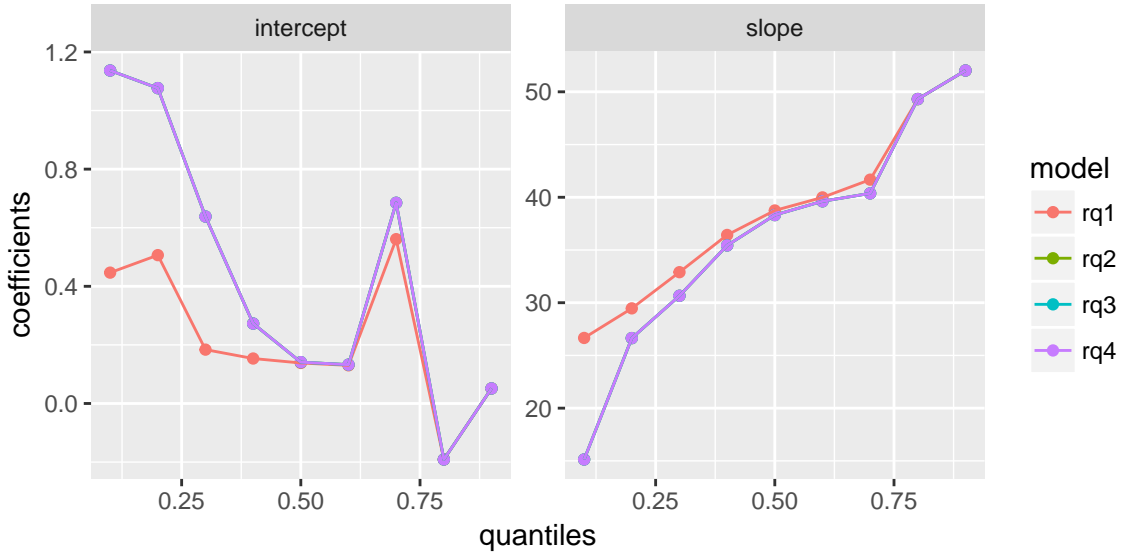 intercept
slope
coefficients
1.2
0.8
0.4
0.0
50
40
30
20
0.25 0.50 0.75
0.25 0.50 0.75
quantiles
model
rq1
rq2
rq3
rq4